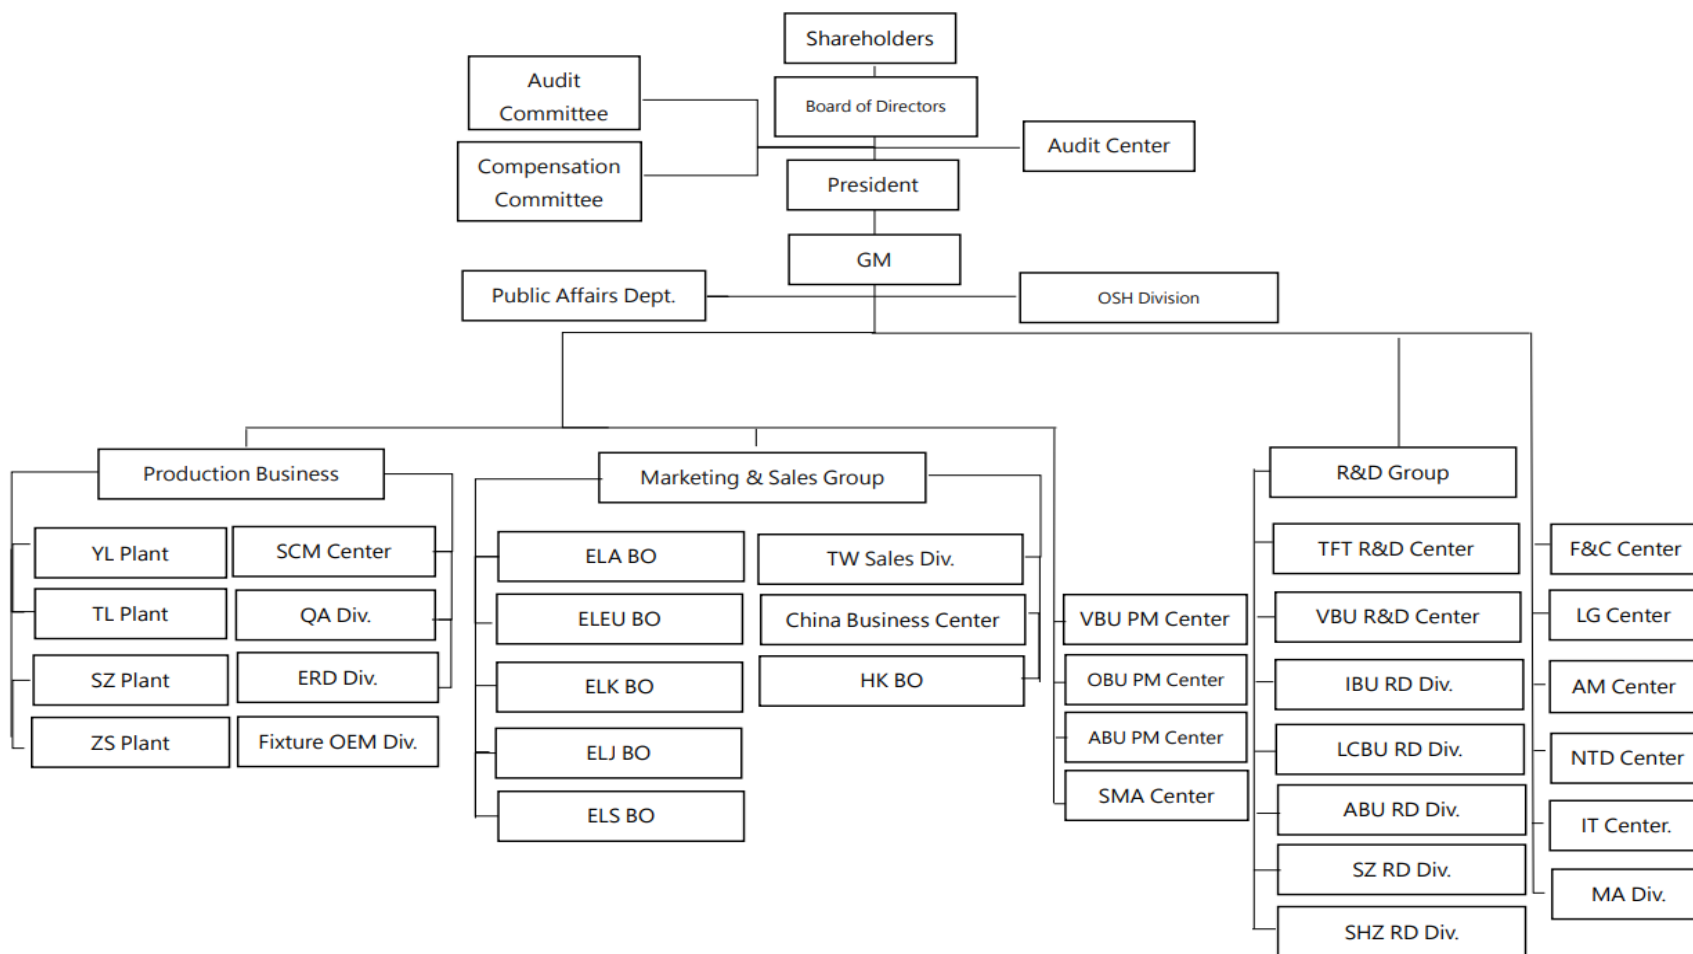 Shareholders
Audit
Committee
Board of Directors
Audit Center
Compensation
Committee
President
GM
Public Affairs Dept.
OSH Division
Production Business
Marketing & Sales Group
R&D Group
YL Plant
SCM Center
TL Plant
QA Div.
SZ Plant
ERD Div.
ZS Plant
Fixture OEM Div.
ELA BO
TW Sales Div.
ELEU BO
China Business Center
ELK BO
HK BO
ELJ BO
ELS BO
VBU PM Center
OBU PM Center
ABU PM Center
SMA Center
TFT R&D Center
VBU R&D Center
IBU RD Div.
LCBU RD Div.
ABU RD Div.
SZ RD Div.
SHZ RD Div.
F&C Center
LG Center
AM Center
NTD Center
IT Center.
MA Div.